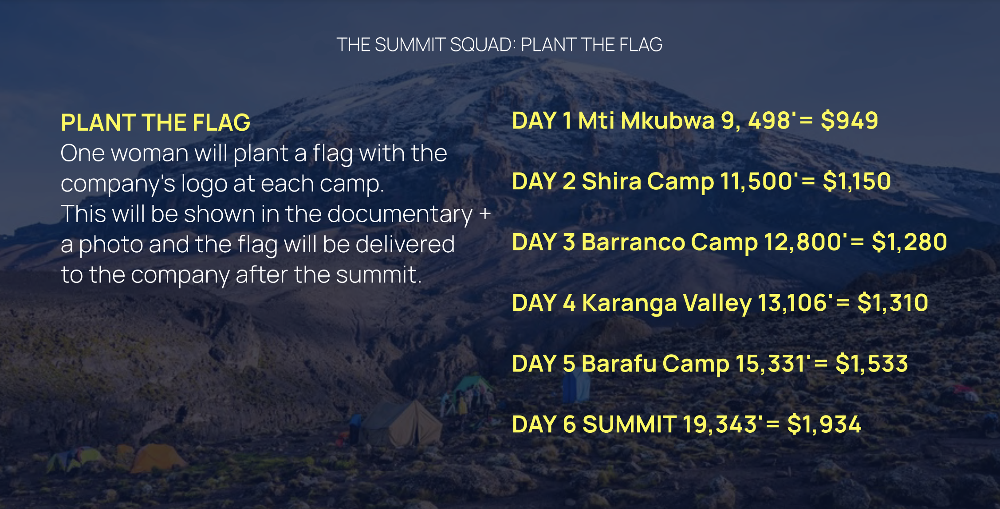 THE SUMMIT SQUAD: PLANT THE FLAG
PLANT THE FLAG
One woman will plant a flag with the
company's logo at each camp.
This will be shown in the documentary +
a photo and the flag will be delivered
to the company after the summit.
DAY 1 Mti Mkubwa 9, 498'= $949
DAY 2 Shira Camp 11,500'= $1,150
DAY 3 Barranco Camp 12,800'= $1,280
DAY 4 Karanga Valley 13,106'= $1,310
DAY 5 Barafu Camp 15,331'= $1,533
DAY 6 SUMMIT 19,343'= $1,934